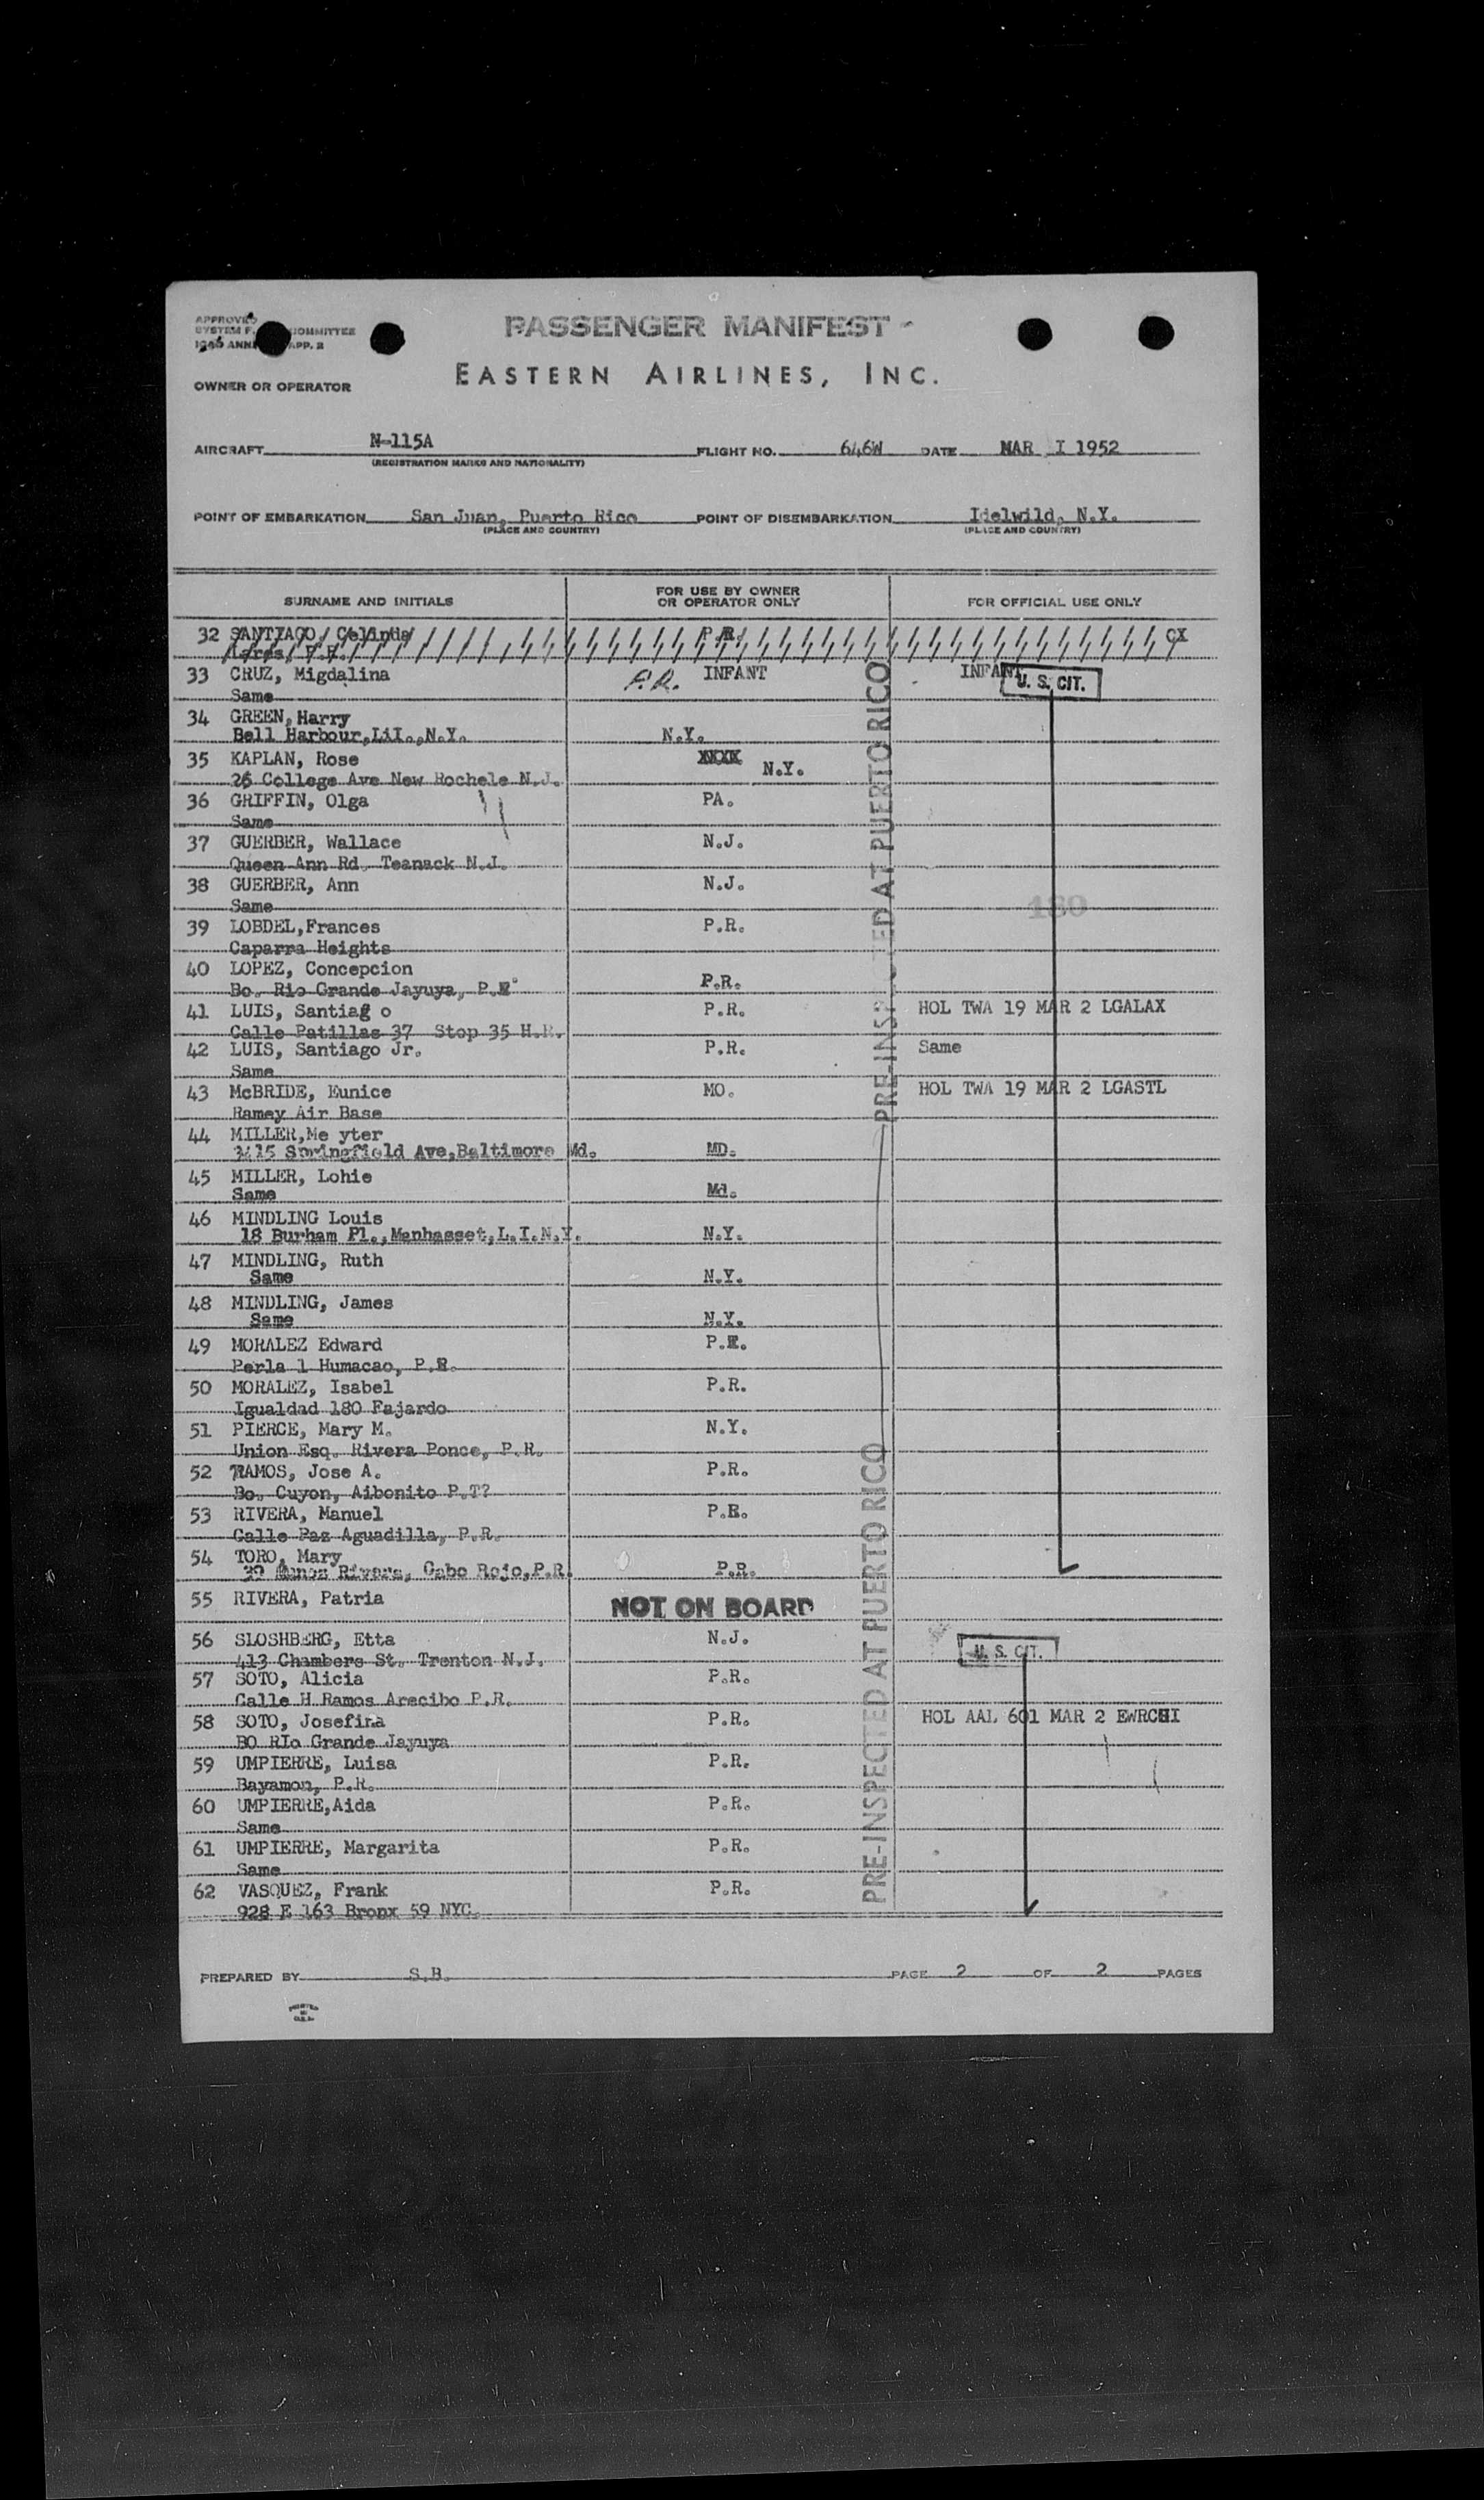 APPROVED
SYSTEM F. COMMITTEE
ANN APP. 2
PASSENGER MANIFEST
EASTERN AIRLINES, INC.
OWNER OR OPERATOR
AIRCRAFT N-115A FLIGHT NO. 646W DATE MAR I 1952
(REGISTRATION MARKS AND NATIONALITY)
POINT OF EMBARKATION San Juan, Puerto Rico POINT OF DISEMBARKATION Idelwild, N.Y.
(PLACE AND COUNTRY) (PLACE AND COUNTRY)
SURNAME AND INITIALS FOR USE BY OWNER OR OPERATOR ONLY FOR OFFICIAL USE ONLY
32 SANTIAGO, Celinda P.R. CX
Lares, P.R.
33 CRUZ, Migdalina P.R. INFANT INFANT U. S. CIT.
Same
34 GREEN, Harry
Bell Harbour, LiI., N.Y. N.Y.
35 KAPLAN, Rose XXXX N.Y.
26 College Ave New Rochele N.J.
36 GRIFFIN, Olga PA.
Same
37 GUERBER, Wallace N.J.
Queen Ann Rd. Teanack N.J.
38 GUERBER, Ann N.J.
Same 180
39 LOBDEL,Frances P.R.
Caparra Heights
40 LOPEZ, Concepcion
Bo. Rio Grande Jayuya, P.R P.R.
41 LUIS, Santiag o P.R. HOL TWA 19 MAR 2 LGALAX
Calle Patillas 37 Stop 35 H.R.
42 LUIS, Santiago Jr. P.R. Same
Same
43 McBRIDE, Eunice MO. HOL TWA 19 MAR 2 LGASTL
Ramey Air Base
44 MILLER,Me yter
3415 Springfield Ave,Baltimore Md. MD.
45 MILLER, Lohie
Same Md.
46 MINDLING Louis
18 Burham Pl.,Manhasset,L.I.N.Y. N.Y.
47 MINDLING, Ruth
Same N.Y.
48 MINDLING, James
Same N.Y.
49 MORALEZ Edward P.R.
Perla 1 Humacao, P.R.
50 MORALEZ, Isabel P.R.
Igualdad 180 Fajardo
51 PIERCE, Mary M. N.Y.
Union Esq. Rivera Ponce, P.R.
52 RAMOS, Jose A. P.R.
Bo. Cuyon, Aibonito P.T?
53 RIVERA, Manuel P.R.
Calle Paz Aguadilla, P.R.
54 TORO, Mary
39 Munoz Rivera, Cabo Rojo,P.R. P.R.
55 RIVERA, Patria NOT ON BOARD
56 SLOSHBERG, Etta N.J. U. S. CIT.
413 Chambers St. Trenton N.J.
57 SOTO, Alicia P.R.
Calle H Ramos Arecibo P.R.
58 SOTO, Josefina P.R. HOL AAL 601 MAR 2 EWRCHI
BO RIo Grande Jayuya
59 UMPIERRE, Luisa P.R.
Bayamon, P.R.
60 UMPIERRE,Aida P.R.
Same
61 UMPIERRE, Margarita P.R.
Same
62 VASQUEZ, Frank P.R.
928 E 163 Bronx 59 NYC.
PRE-INSP ED AT PUERTO RICO
PRE-INSPECTED AT PUERTO RICO
PREPARED BY S.B. PAGE 2 OF 2 PAGES